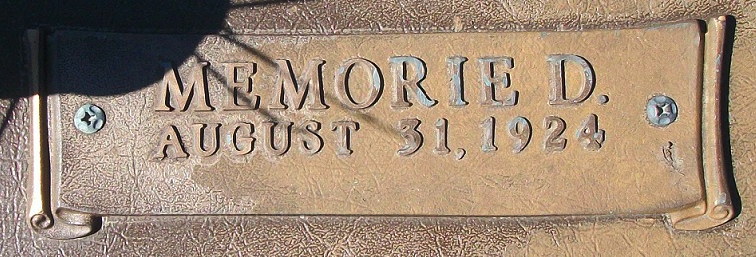 MEMORIE D.
AUGUST 31, 1924